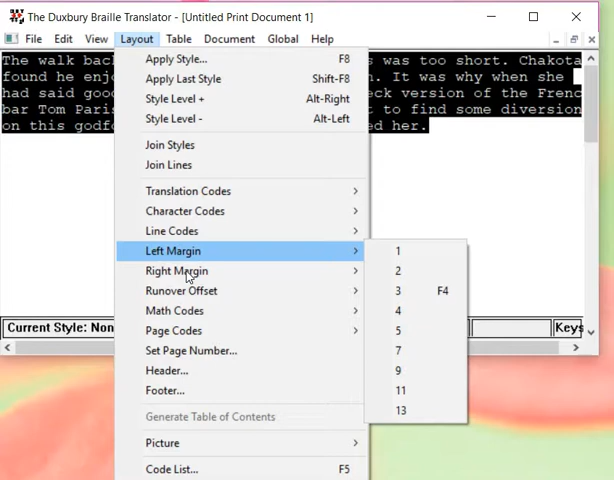 The Duxbury Braille Translator - [Untitled Print Document 1]
File Edit View Layout Table Document Global Help
The walk bac s was too short. Chakota
found he enj n. It was why when she
had said goo ck version of the Frenc
bar Tom Paris t to find some diversion
on this godfo ed her.
Apply Style... F8
Apply Last Style Shift-F8
Style Level + Alt-Right
Style Level - Alt-Left
Join Styles
Join Lines
Translation Codes
Character Codes
Line Codes
Left Margin
Right Margin
Runover Offset
Math Codes
Page Codes
Set Page Number...
Header...
Footer...
Generate Table of Contents
Picture
Code List... F5
1
2
3 F4
4
5
7
9
11
13
Current Style: Non
Keys